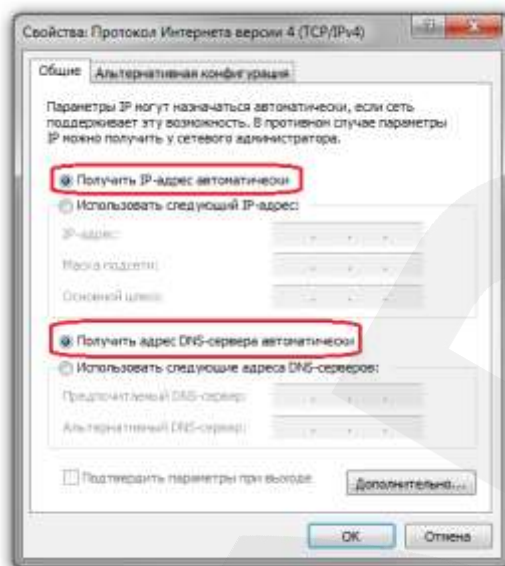 Свойства: Протокол Интернета версии 4 (TCP/IPv4)
Общие
Альтернативная конфигурация
Параметры IP могут назначаться автоматически, если сеть
поддерживает эту возможность. В противном случае параметры
IP можно получить у сетевого администратора.
Получить IP-адрес автоматически
Использовать следующий IP-адрес:
IP-адрес:
Маска подсети:
Основной шлюз:
Получить адрес DNS-сервера автоматически
Использовать следующие адреса DNS-серверов:
Предпочитаемый DNS-сервер:
Альтернативный DNS-сервер:
Подтвердить параметры при выходе
Дополнительно...
OK
Отмена